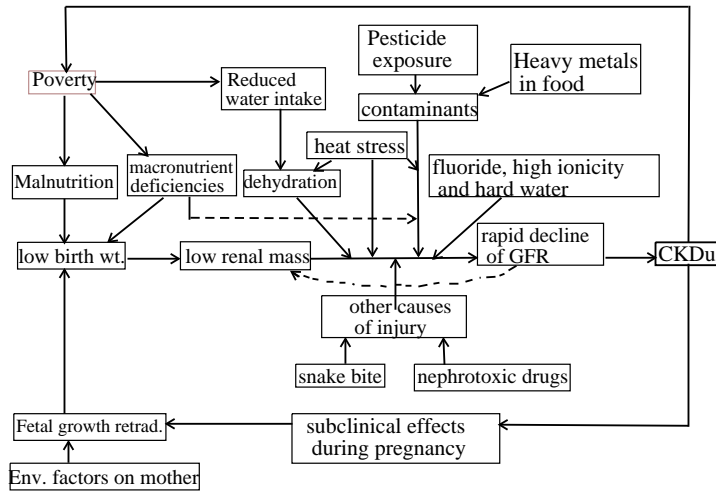 Pesticide
exposure
Heavy metals
in food
Poverty
Reduced
water intake
contaminants
heat stress
Malnutrition
macronutrient
deficiencies
dehydration
fluoride, high ionicity
and hard water
low birth wt.
low renal mass
rapid decline
of GFR
CKDu
other causes
of injury
snake bite
nephrotoxic drugs
Fetal growth retrad.
subclinical effects
during pregnancy
Env. factors on mother